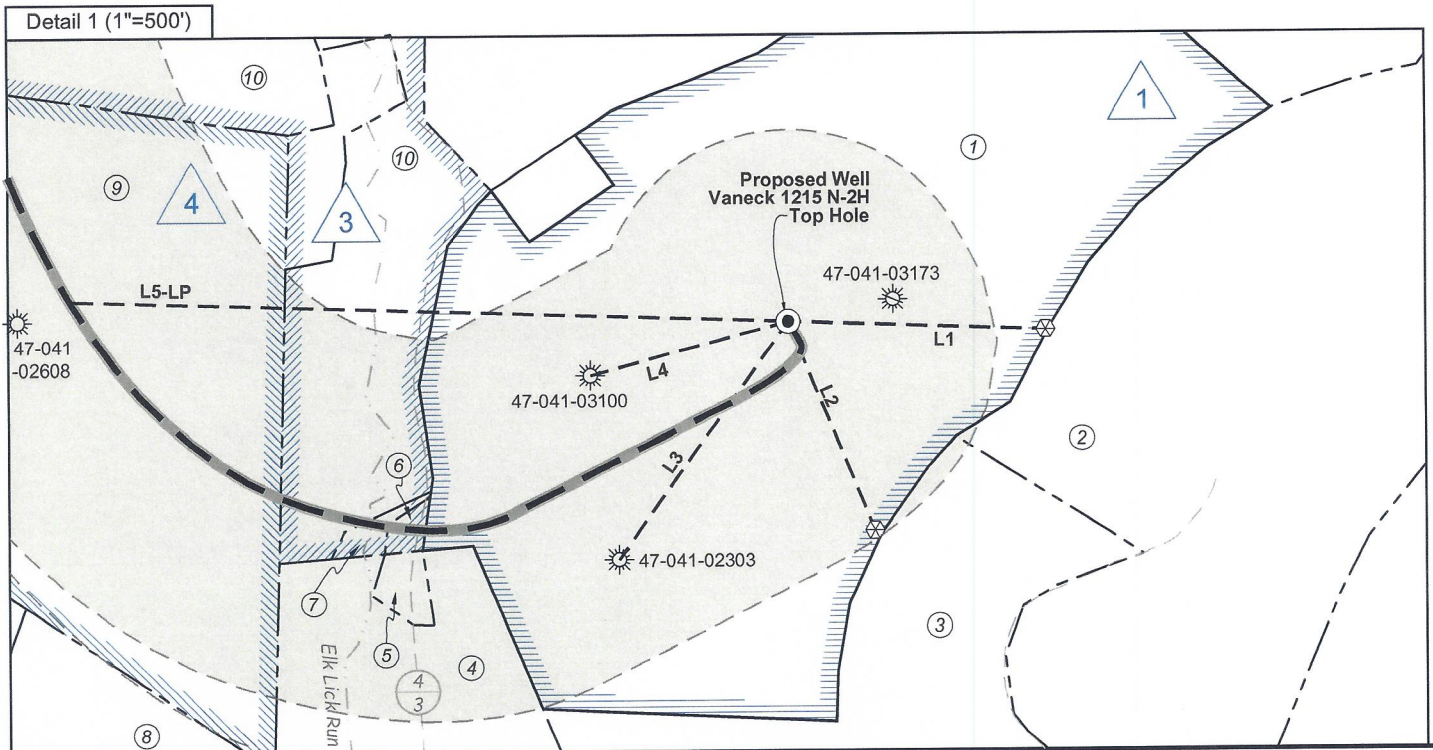 Detail 1 (1"=500')
10
1
1
10
9
4
3
Proposed Well
Vaneck 1215 N-2H
Top Hole
47-041-03173
L5-LP
L1
47-041
-02608
L4
47-041-03100
L2
2
L3
6
47-041-02303
7
3
5
4
4
3
Elk Lick Run
8